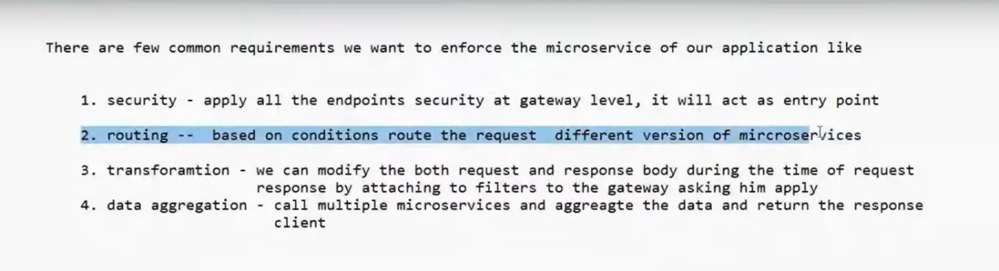 There are few common requirements we want to enforce the microservice of our application like
1. security - apply all the endpoints security at gateway level, it will act as entry point
2. routing -- based on conditions route the request different version of mircroservices
3. transforamtion - we can modify the both request and response body during the time of request
response by attaching to filters to the gateway asking him apply
4. data aggregation - call multiple microservices and aggreagte the data and return the response
client